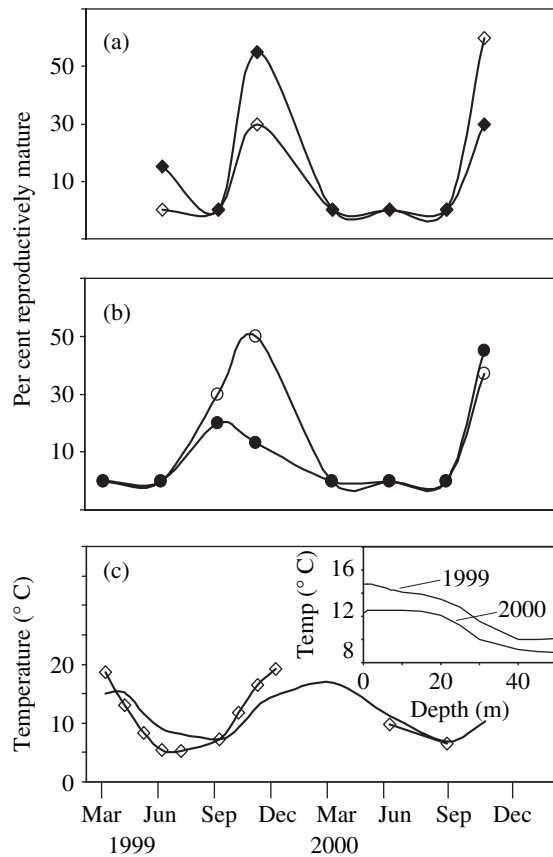 (a)
50
30
10
Per cent reproductively mature
(b)
50
30
10
(c)
Temperature (° C)
20
10
0
16
12
8
Temp (° C)
1999
2000
0 20 40
Depth (m)
Mar Jun Sep Dec Mar Jun Sep Dec
1999 2000